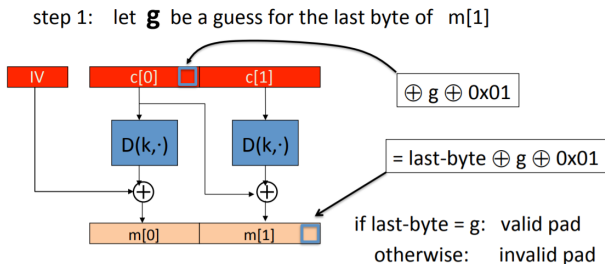 step 1: let g be a guess for the last byte of m[1]
IV
c[0]
c[1]
⊕ g ⊕ 0x01
D(k,·)
D(k,·)
= last-byte ⊕ g ⊕ 0x01
m[0]
m[1]
if last-byte = g: valid pad
otherwise: invalid pad